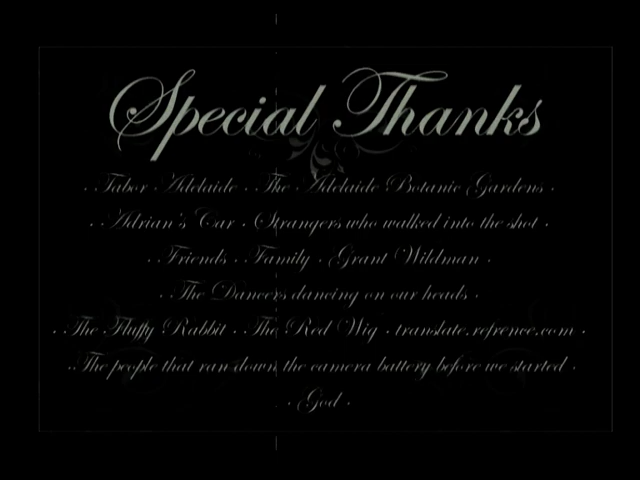 Special Thanks
· Tabor Adelaide · The Adelaide Botanic Gardens ·
· Adrian's Car · Strangers who walked into the shot ·
· Friends · Family · Grant Wildman ·
· The Dancers dancing on our heads ·
· The Fluffy Rabbit · The Red Wig · translate.refrence.com ·
· The people that ran down the camera battery before we started ·
· God ·